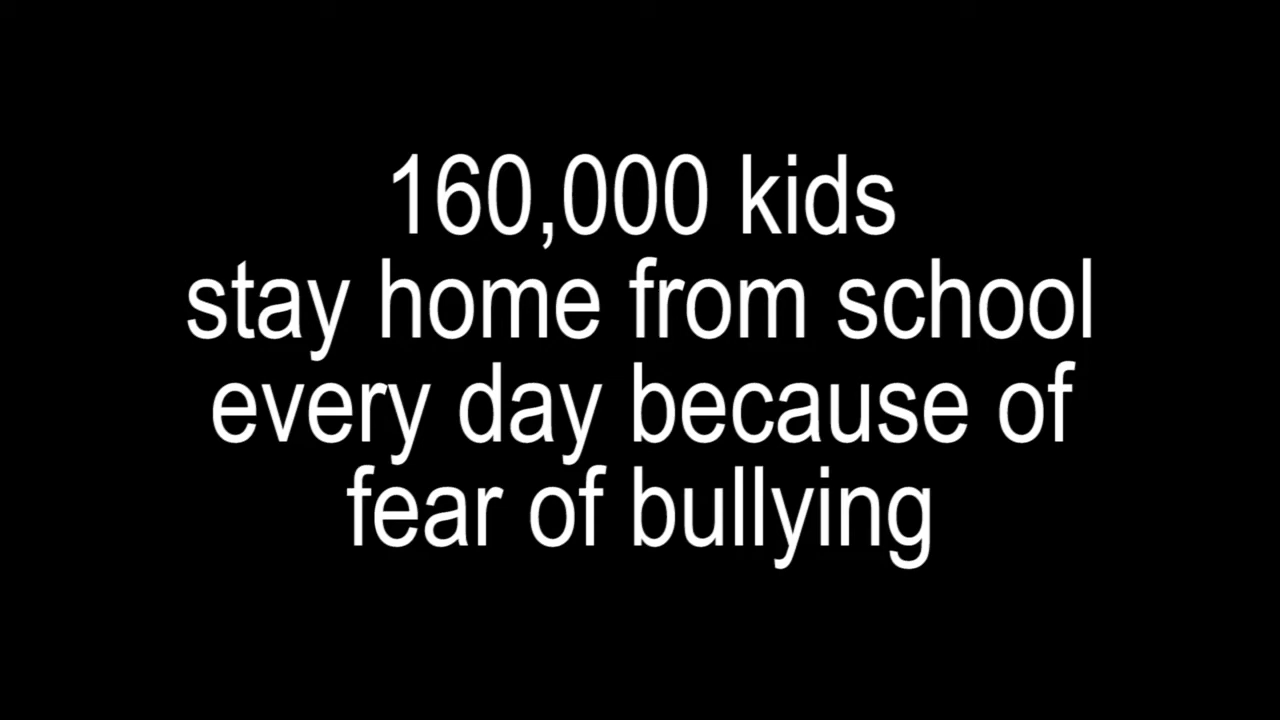 160,000 kids
stay home from school
every day because of
fear of bullying